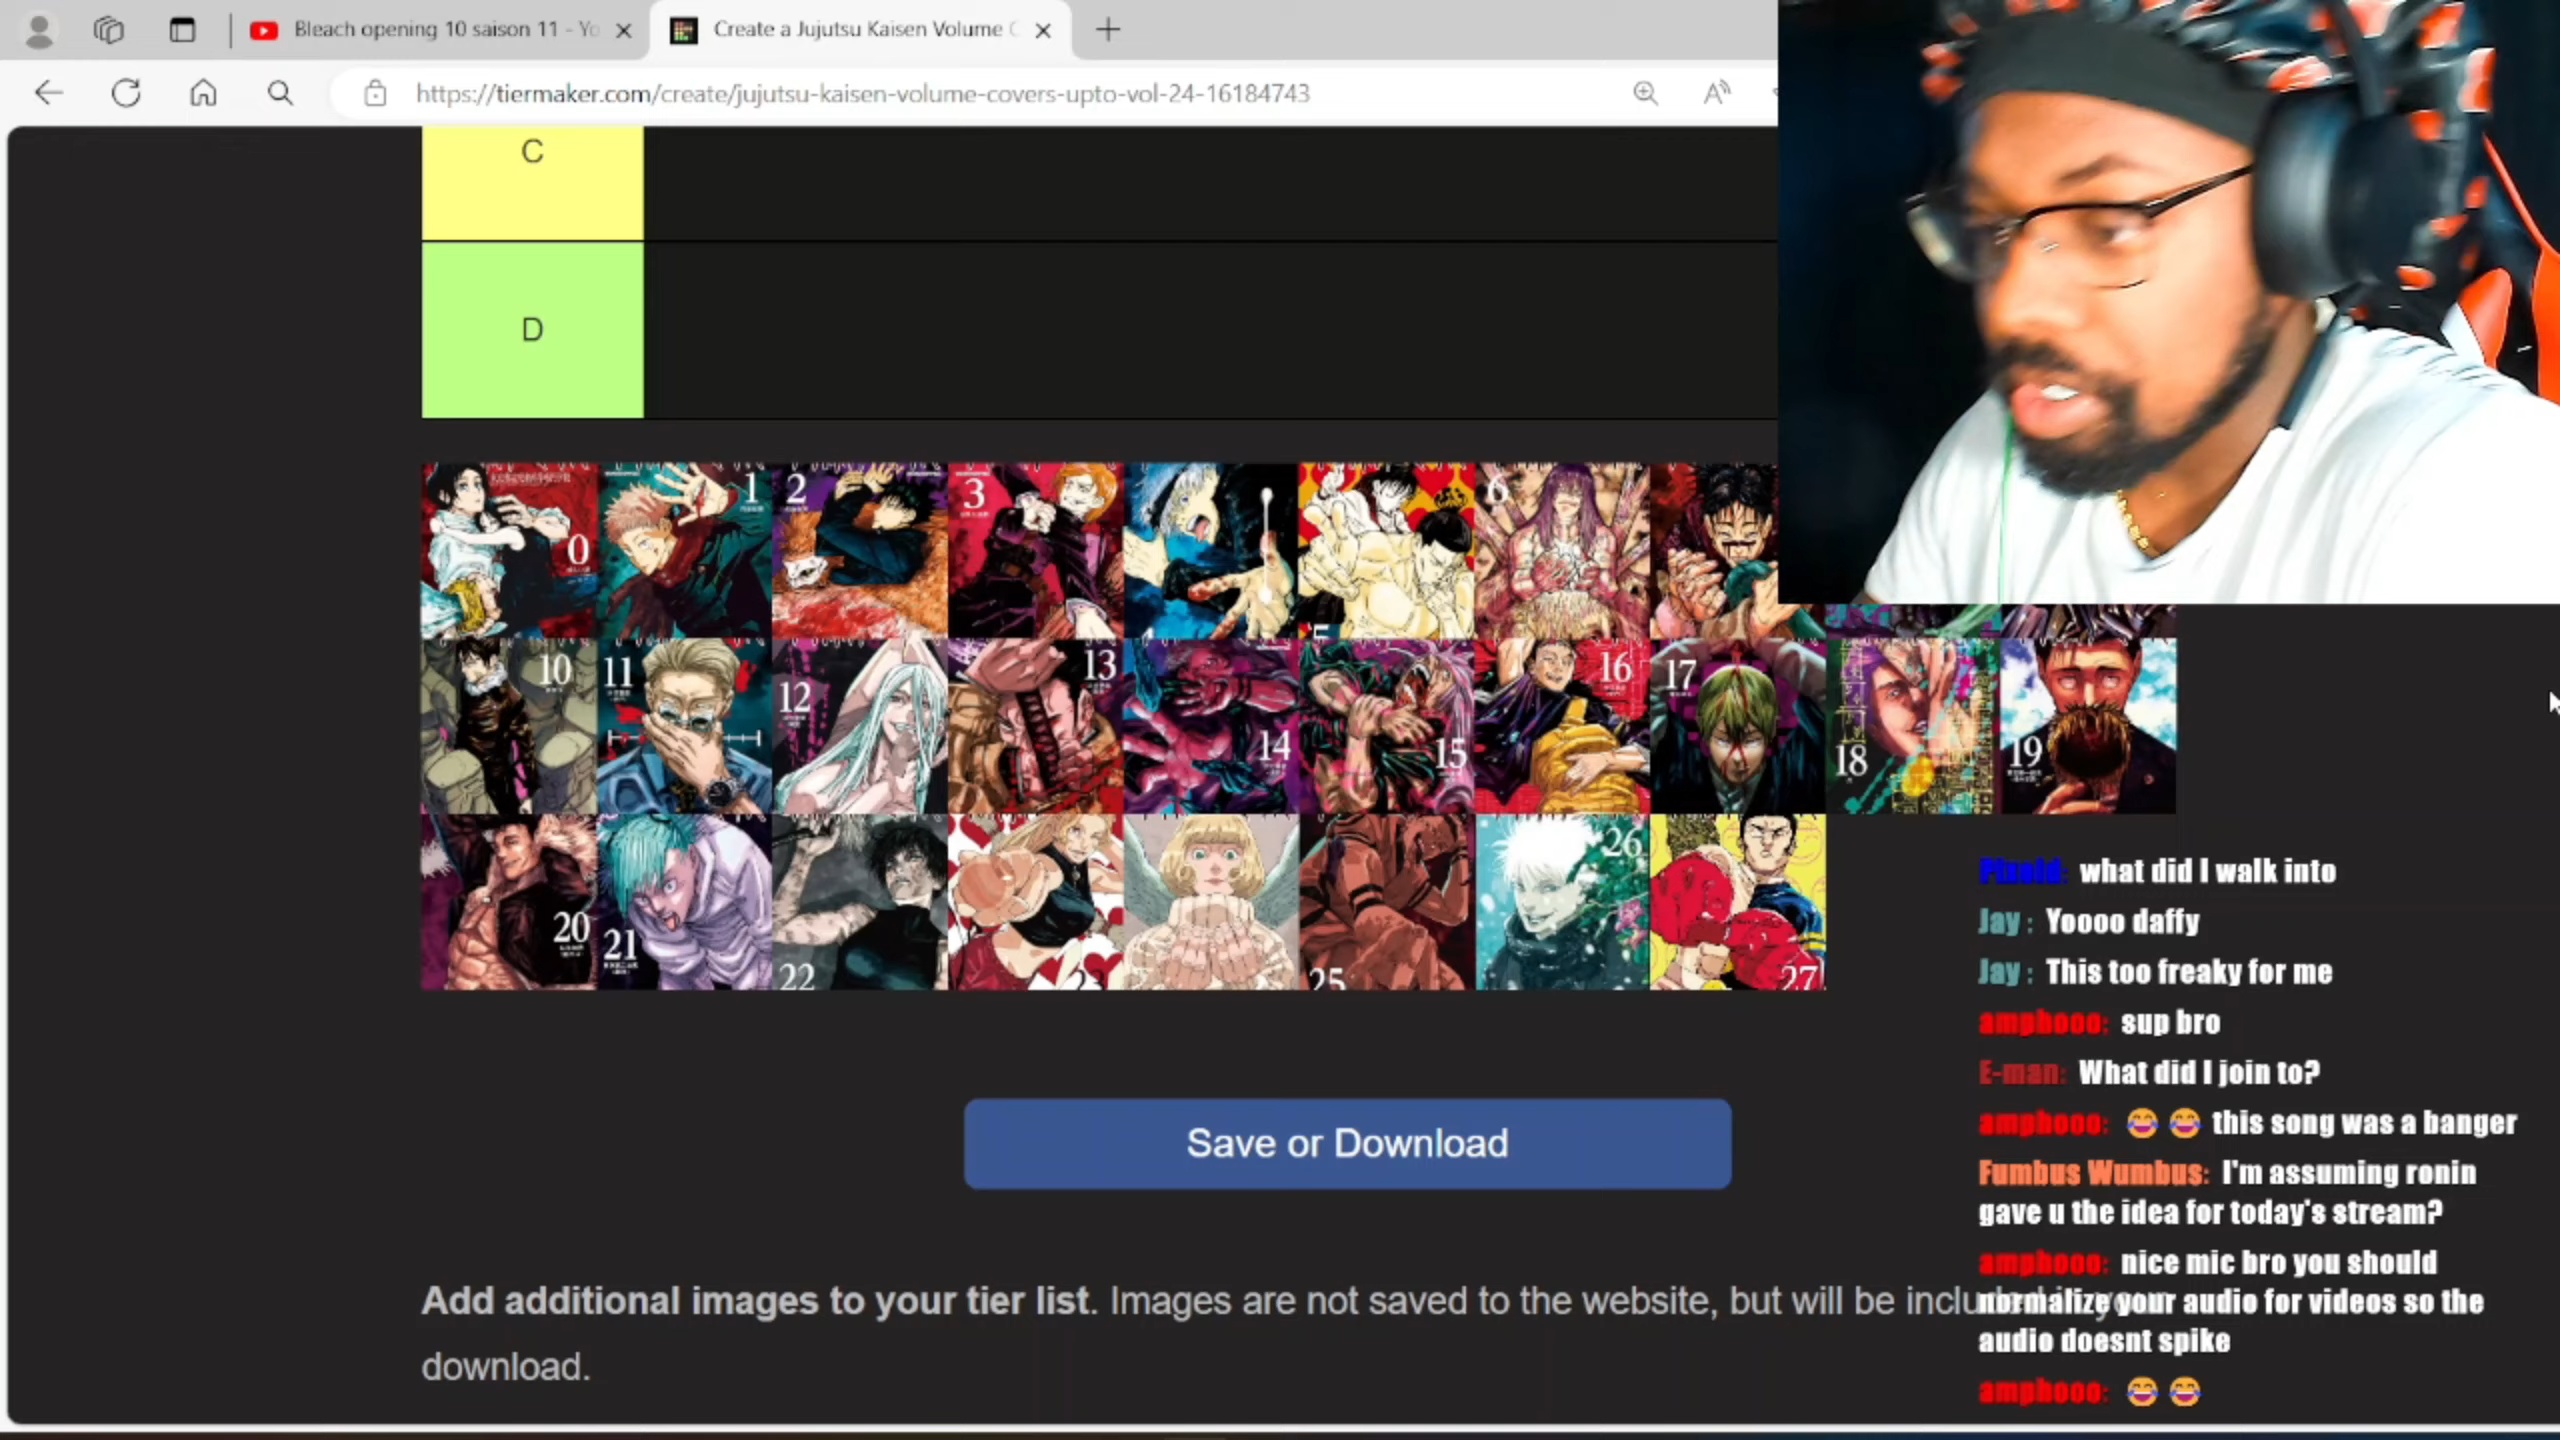 Bleach opening 10 saison 11 - Yo
Create a Jujutsu Kaisen Volume C
https://tiermaker.com/create/jujutsu-kaisen-volume-covers-upto-vol-24-16184743
C
D
0
1
2
3
6
10
11
12
13
14
15
16
17
18
19
20
21
22
23
25
26
27
Save or Download
Add additional images to your tier list. Images are not saved to the website, but will be
download.
Pixoid: what did I walk into
Jay : Yoooo daffy
Jay : This too freaky for me
amphooo: sup bro
E-man: What did I join to?
amphooo: 😂 😂 this song was a banger
Fumbus Wumbus: I'm assuming ronin
gave u the idea for today's stream?
amphooo: nice mic bro you should
normalize your audio for videos so the
audio doesnt spike
amphooo: 😂 😂